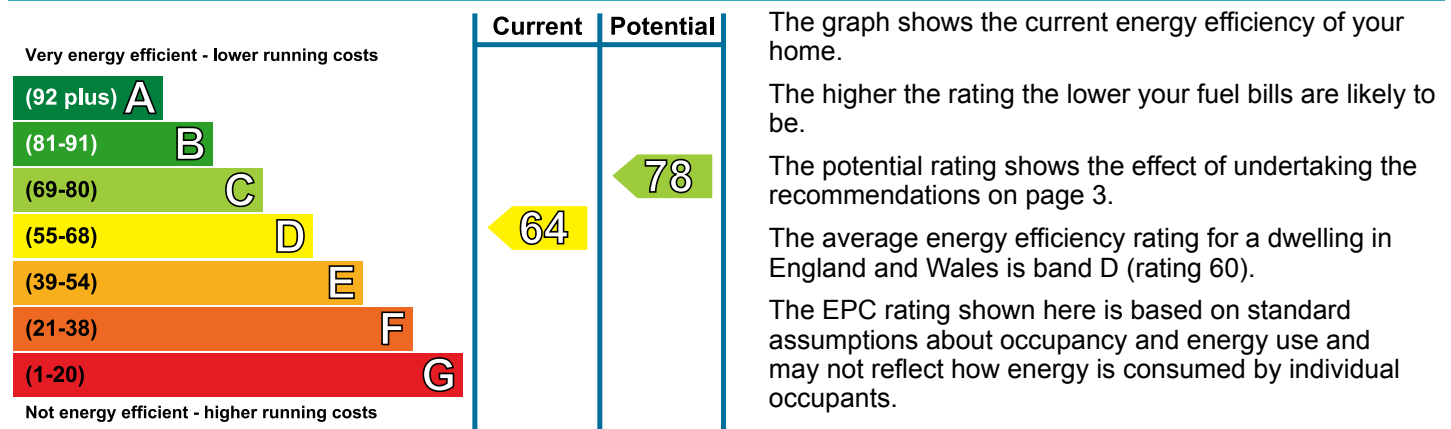 Current Potential
Very energy efficient - lower running costs
(92 plus) A
(81-91) B
(69-80) C
(55-68) D
(39-54) E
(21-38) F
(1-20) G
Not energy efficient - higher running costs
64
78
The graph shows the current energy efficiency of your
home.
The higher the rating the lower your fuel bills are likely to
be.
The potential rating shows the effect of undertaking the
recommendations on page 3.
The average energy efficiency rating for a dwelling in
England and Wales is band D (rating 60).
The EPC rating shown here is based on standard
assumptions about occupancy and energy use and
may not reflect how energy is consumed by individual
occupants.